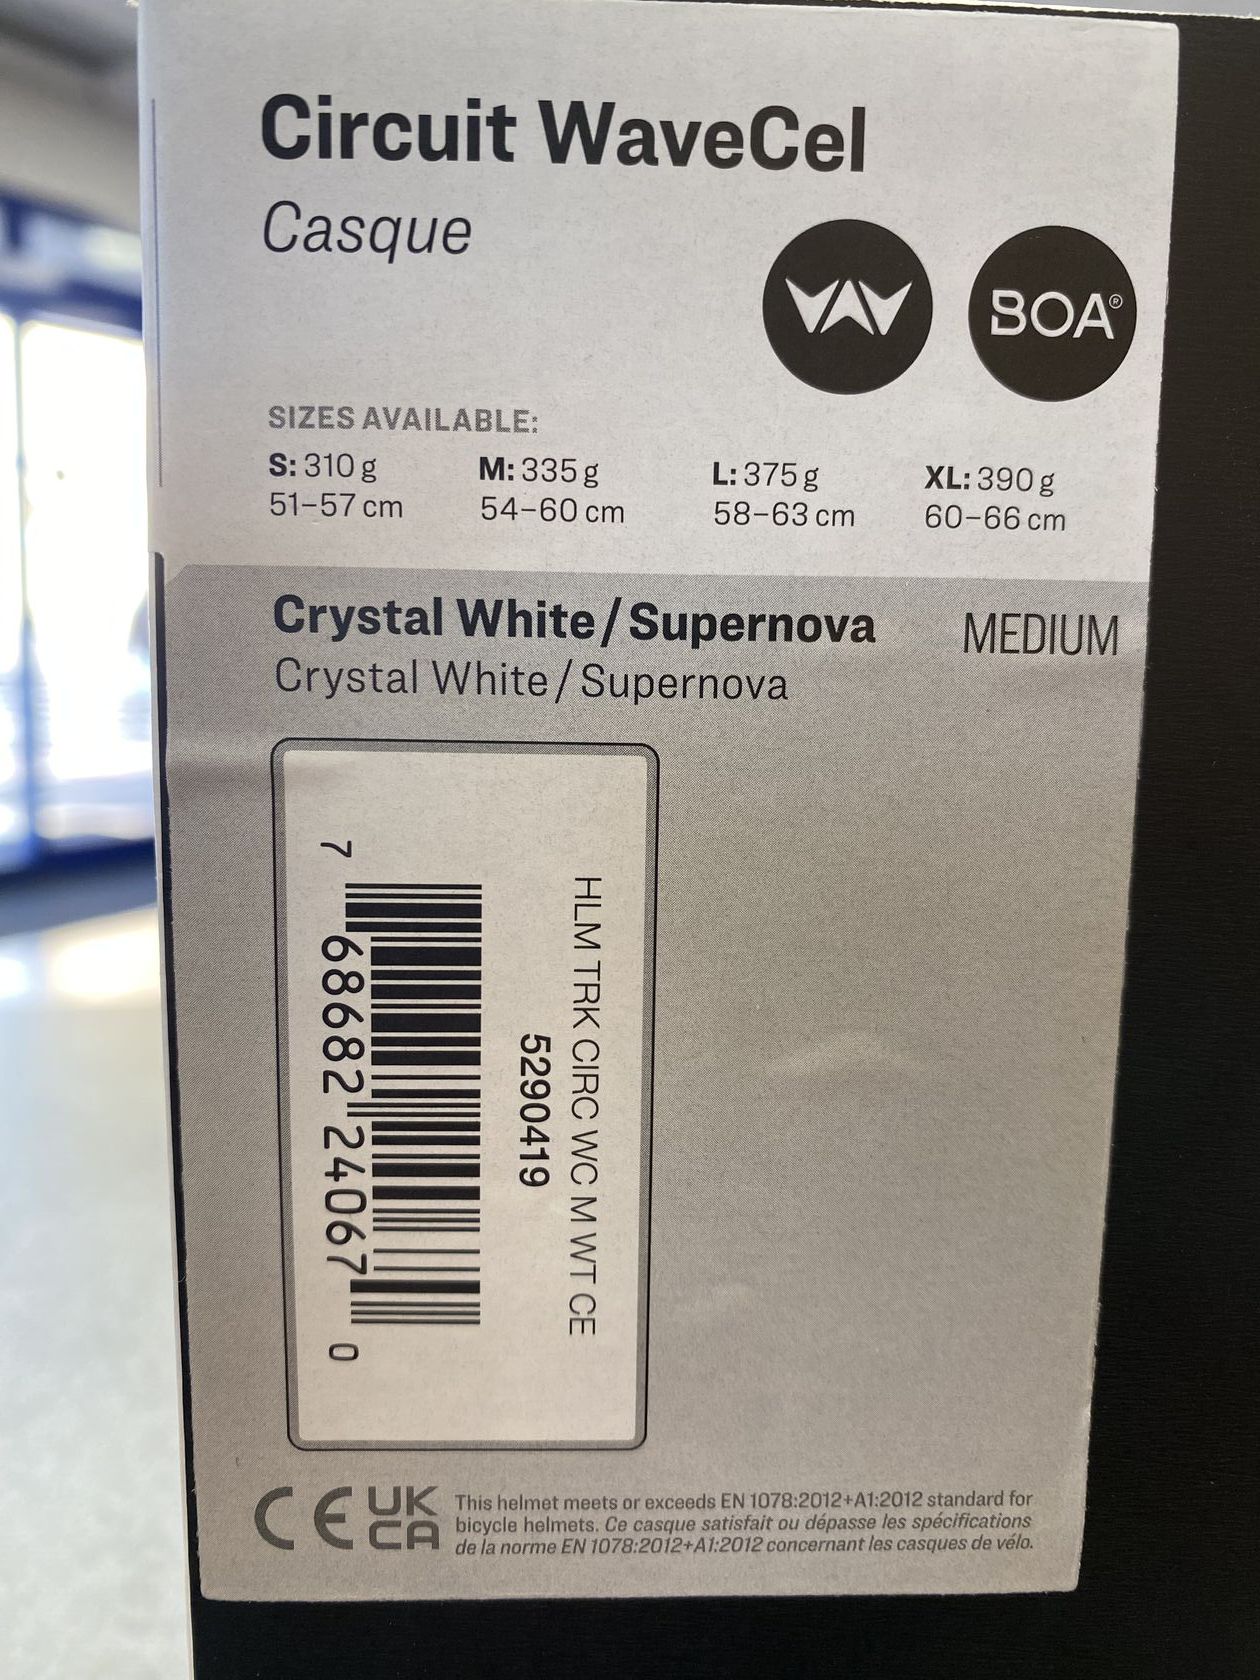 Circuit WaveCel
Casque
BOA®
SIZES AVAILABLE:
S: 310 g M: 335 g L: 375 g XL: 390 g
51–57 cm 54–60 cm 58–63 cm 60–66 cm
Crystal White/Supernova MEDIUM
Crystal White/Supernova
HLM TRK CIRC WC M WT CE
5290419
7 68682 24067 0
CE UK
CA
This helmet meets or exceeds EN 1078:2012+A1:2012 standard for
bicycle helmets. Ce casque satisfait ou dépasse les spécifications
de la norme EN 1078:2012+A1:2012 concernant les casques de vélo.